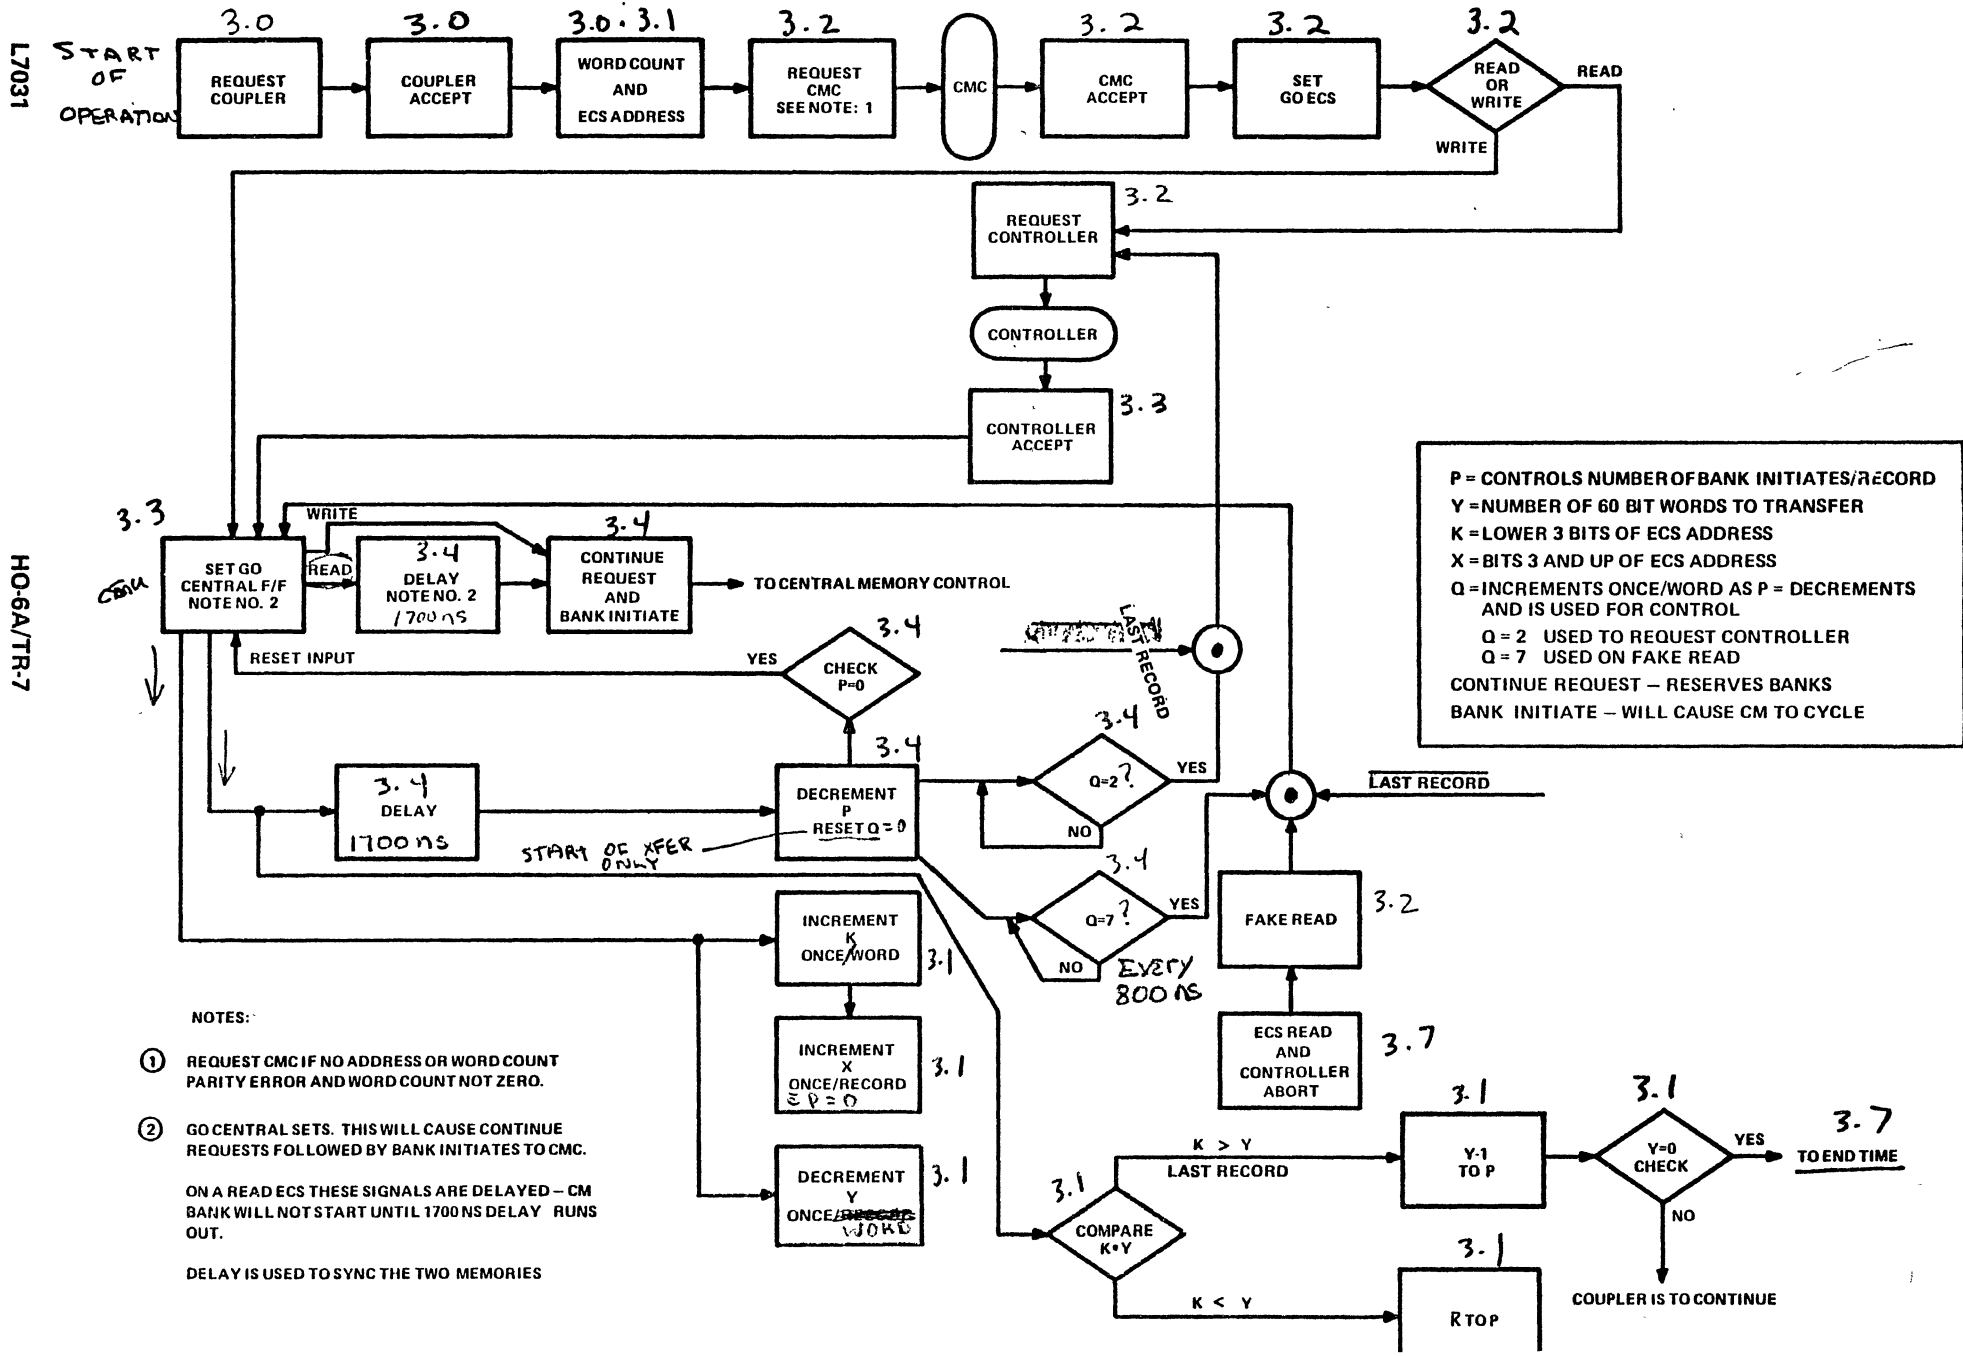 L7031
HO-6A/TR-7
START
OF
OPERATION
3.0
REQUEST
COUPLER
3.0
COUPLER
ACCEPT
3.0 · 3.1
WORD COUNT
AND
ECS ADDRESS
3.2
REQUEST
CMC
SEE NOTE: 1
CMC
3.2
CMC
ACCEPT
3.2
SET
GO ECS
3.2
READ
OR
WRITE
READ
WRITE
3.2
REQUEST
CONTROLLER
CONTROLLER
3.3
CONTROLLER
ACCEPT
P = CONTROLS NUMBER OF BANK INITIATES/RECORD
Y = NUMBER OF 60 BIT WORDS TO TRANSFER
K = LOWER 3 BITS OF ECS ADDRESS
X = BITS 3 AND UP OF ECS ADDRESS
Q = INCREMENTS ONCE/WORD AS P = DECREMENTS
AND IS USED FOR CONTROL
Q = 2 USED TO REQUEST CONTROLLER
Q = 7 USED ON FAKE READ
CONTINUE REQUEST – RESERVES BANKS
BANK INITIATE – WILL CAUSE CM TO CYCLE
3.3
SET GO
CENTRAL F/F
NOTE NO. 2
WRITE
READ
3.4
DELAY
NOTE NO. 2
1700 ns
3.4
CONTINUE
REQUEST
AND
BANK INITIATE
TO CENTRAL MEMORY CONTROL
RESET INPUT
YES
3.4
CHECK
P=0
LAST RECORD
3.4
DELAY
1700 ns
3.4
DECREMENT
P
RESET Q = 0
START OF XFER
ONLY
3.4
Q=2 ?
YES
NO
LAST RECORD
3.4
Q=7 ?
YES
NO
EVERY
800 ns
FAKE READ
3.2
ECS READ
AND
CONTROLLER
ABORT
3.7
INCREMENT
K
ONCE/WORD
3.1
INCREMENT
X
ONCE/RECORD
P = 0
3.1
DECREMENT
Y
ONCE/
WORD
3.1
3.1
COMPARE
K•Y
K > Y
LAST RECORD
K < Y
3.1
Y-1
TO P
3.1
Y=0
CHECK
YES
3.7
TO END TIME
NO
COUPLER IS TO CONTINUE
3.1
R TO P
NOTES:
1 REQUEST CMC IF NO ADDRESS OR WORD COUNT
PARITY ERROR AND WORD COUNT NOT ZERO.
2 GO CENTRAL SETS. THIS WILL CAUSE CONTINUE
REQUESTS FOLLOWED BY BANK INITIATES TO CMC.
ON A READ ECS THESE SIGNALS ARE DELAYED – CM
BANK WILL NOT START UNTIL 1700 NS DELAY RUNS
OUT.
DELAY IS USED TO SYNC THE TWO MEMORIES